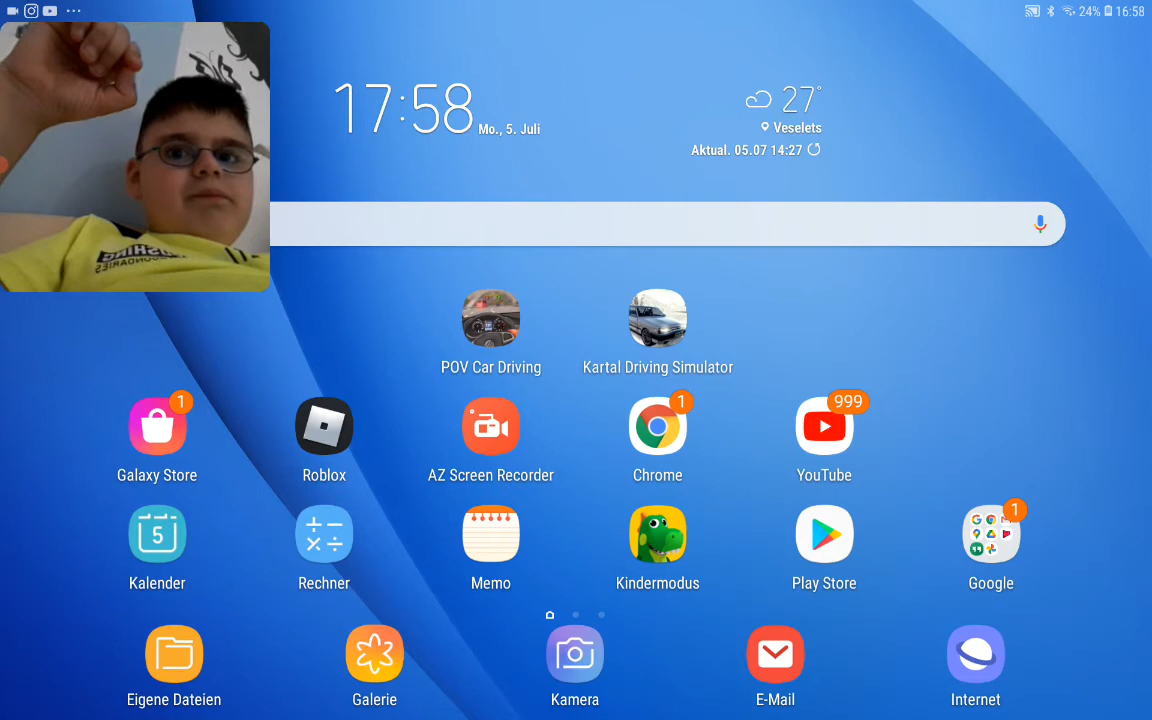 24% 16:58
17:58 Mo., 5. Juli
27°
Veselets
Aktual. 05.07 14:27
POV Car Driving Kartal Driving Simulator
1 1 999
Galaxy Store Roblox AZ Screen Recorder Chrome YouTube
5 1
Kalender Rechner Memo Kindermodus Play Store Google
Eigene Dateien Galerie Kamera E-Mail Internet